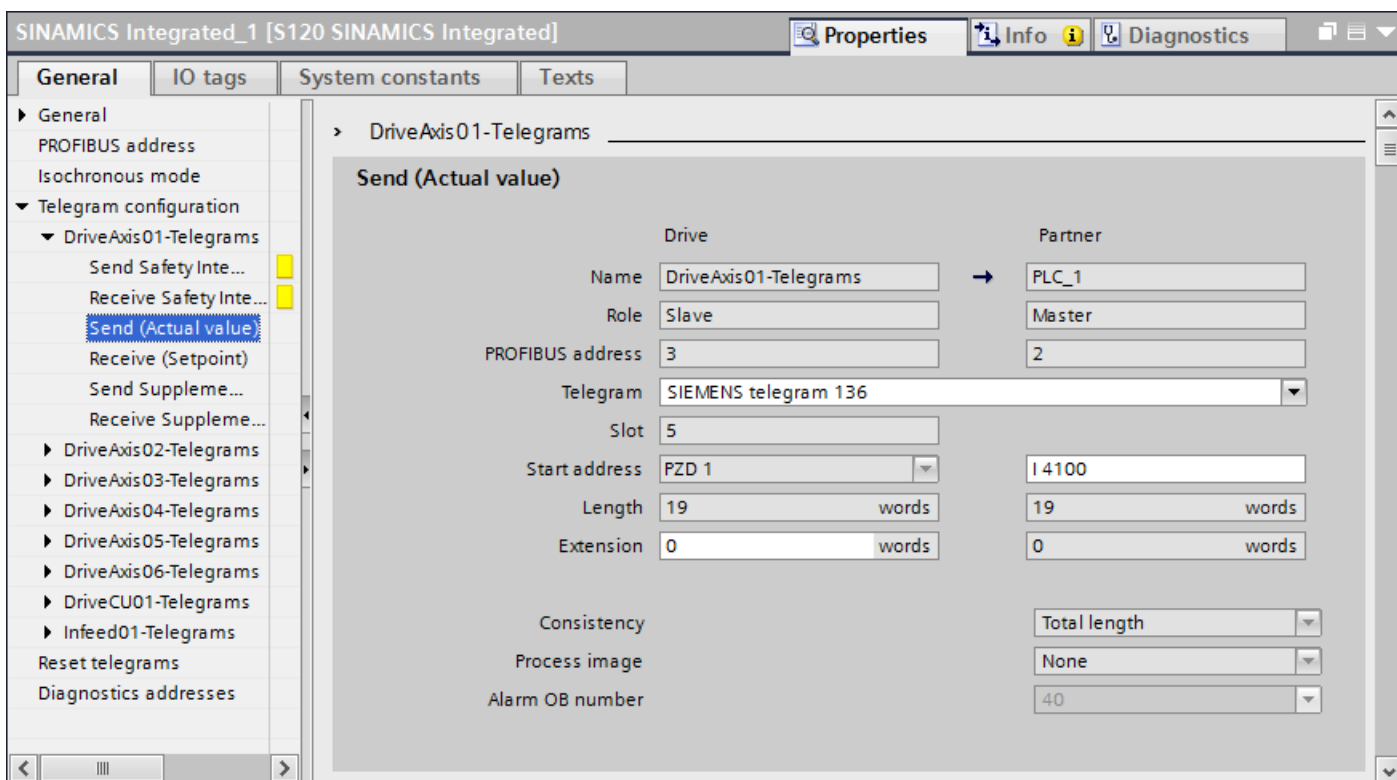 SINAMICS Integrated_1 [S120 SINAMICS Integrated]
Properties
Info
Diagnostics
General
IO tags
System constants
Texts
General
PROFIBUS address
Isochronous mode
Telegram configuration
DriveAxis01-Telegrams
Send Safety Inte...
Receive Safety Inte...
Send (Actual value)
Receive (Setpoint)
Send Suppleme...
Receive Suppleme...
DriveAxis02-Telegrams
DriveAxis03-Telegrams
DriveAxis04-Telegrams
DriveAxis05-Telegrams
DriveAxis06-Telegrams
DriveCU01-Telegrams
Infeed01-Telegrams
Reset telegrams
Diagnostics addresses
DriveAxis01-Telegrams
Send (Actual value)
Drive Partner
Name DriveAxis01-Telegrams PLC_1
Role Slave Master
PROFIBUS address 3 2
Telegram SIEMENS telegram 136
Slot 5
Start address PZD 1 I 4100
Length 19 words 19 words
Extension 0 words 0 words
Consistency Total length
Process image None
Alarm OB number 40